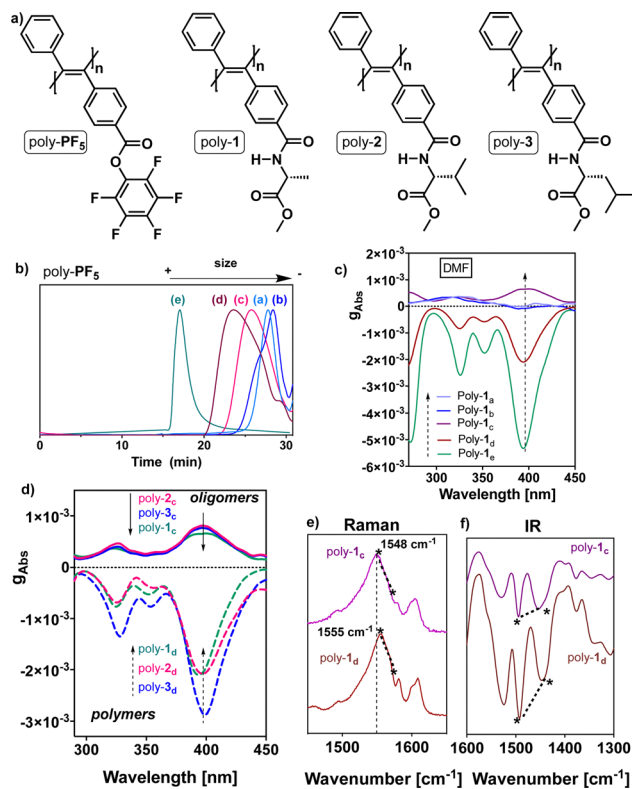 a)
n
n
n
n
poly-PF5
O
O
F
F
F
F
F
poly-1
O
H-N
O
O
poly-2
O
H-N
O
O
poly-3
O
H-N
O
O
b)
poly-PF5
+
size
-
(e)
(d)
(c)
(a)
(b)
0
10
20
30
Time (min)
c)
DMF
gAbs
2×10-3
1×10-3
0
-1×10-3
-2×10-3
-3×10-3
-4×10-3
-5×10-3
-6×10-3
Poly-1a
Poly-1b
Poly-1c
Poly-1d
Poly-1e
300
350
400
450
Wavelength [nm]
d)
gAbs
1×10-3
0
-1×10-3
-2×10-3
-3×10-3
poly-2c
poly-3c
poly-1c
oligomers
poly-1d
poly-2d
poly-3d
polymers
300
350
400
450
Wavelength [nm]
e)
Raman
1548 cm-1
poly-1c
1555 cm-1
poly-1d
1500
1600
Wavenumber [cm-1]
f)
IR
poly-1c
poly-1d
1600
1500
1400
1300
Wavenumber [cm-1]